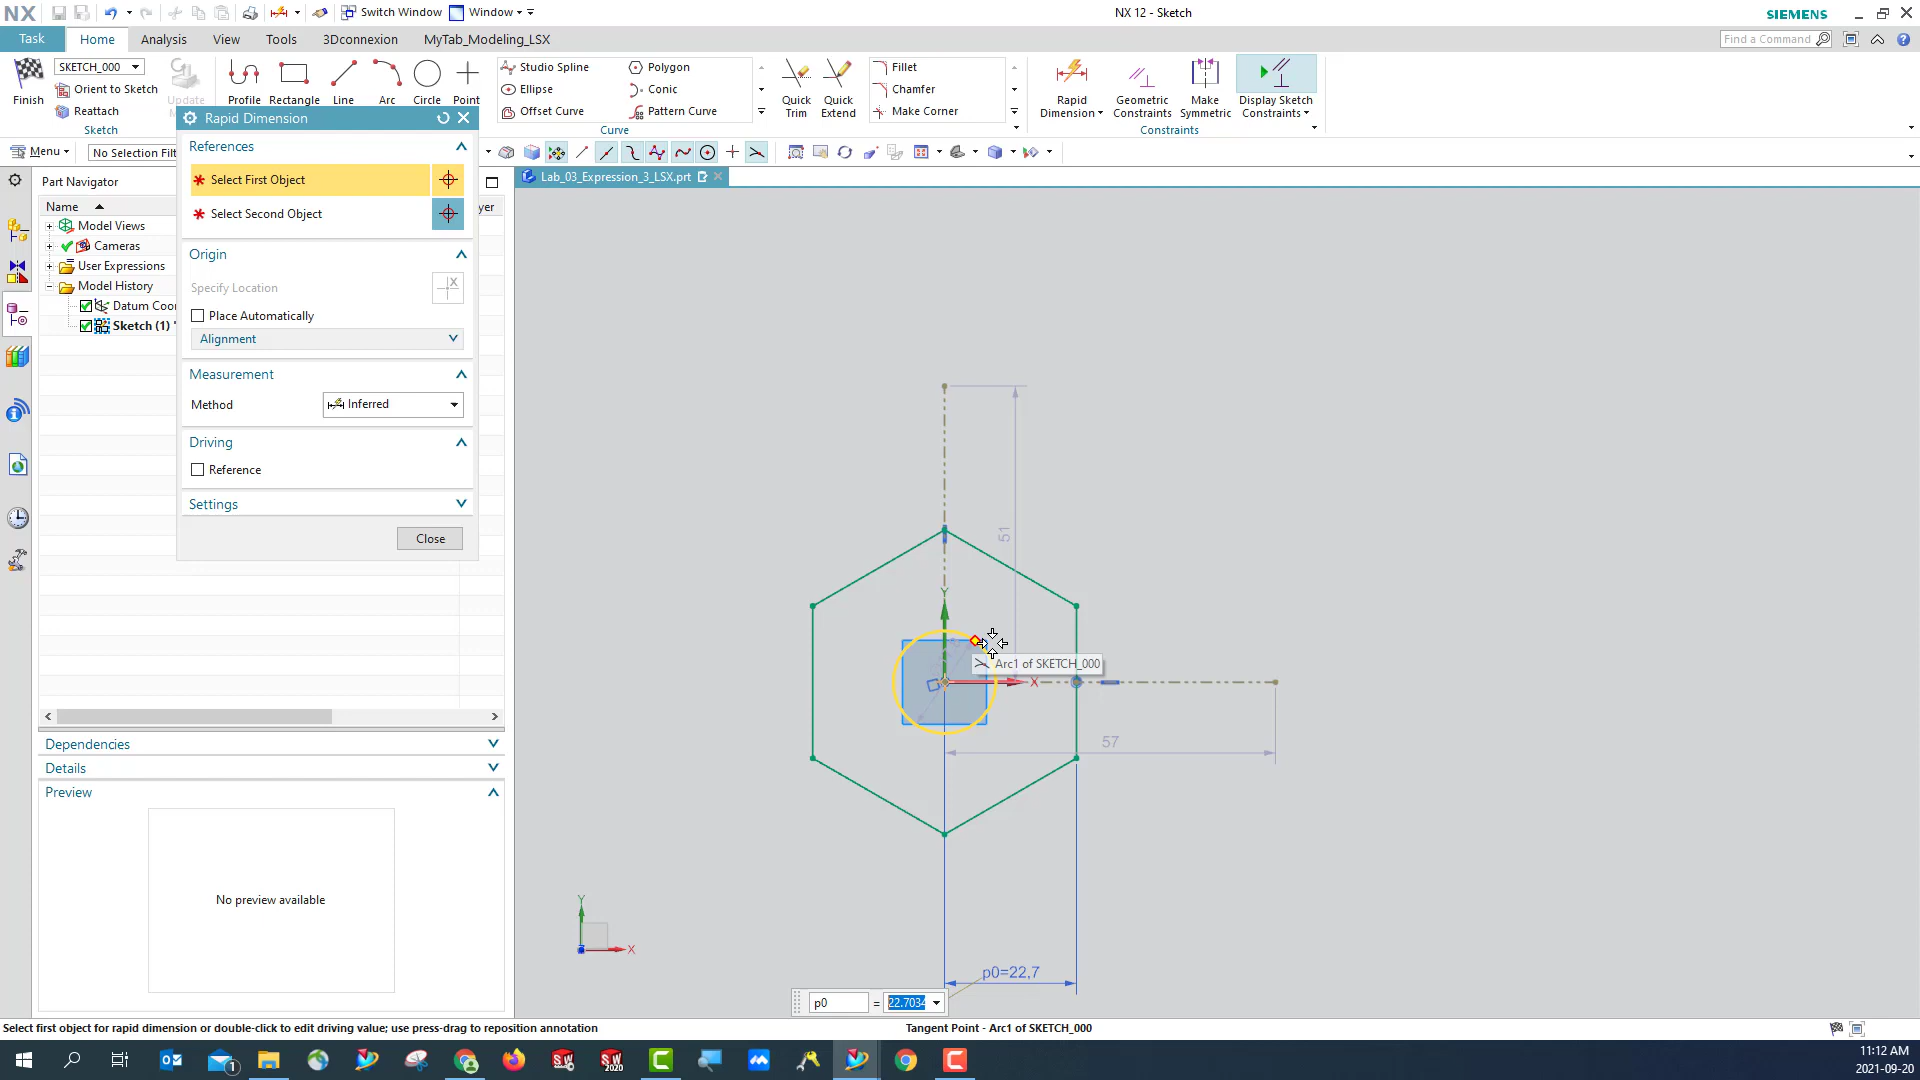 NX
Switch Window
Window
NX 12 - Sketch
SIEMENS
Task
Home
Analysis
View
Tools
3Dconnexion
MyTab_Modeling_LSX
Find a Command
SKETCH_000
Orient to Sketch
Reattach
Finish
Update
Sketch
Profile
Rectangle
Line
Arc
Circle
Point
Studio Spline
Ellipse
Offset Curve
Polygon
Conic
Pattern Curve
Curve
Quick Trim
Quick Extend
Fillet
Chamfer
Make Corner
Rapid Dimension
Geometric Constraints
Make Symmetric
Display Sketch Constraints
Constraints
Menu
No Selection Filt
Rapid Dimension
References
Select First Object
Select Second Object
Origin
Specify Location
Place Automatically
Alignment
Measurement
Method
Inferred
Driving
Reference
Settings
Close
Part Navigator
Name
yer
Model Views
Cameras
User Expressions
Model History
Datum Coor
Sketch (1) "
Dependencies
Details
Preview
No preview available
Lab_03_Expression_3_LSX.prt
51
57
Y
X
Arc1 of SKETCH_000
p0=22,7
p0
=
22.7034
Y
X
Select first object for rapid dimension or double-click to edit driving value; use press-drag to reposition annotation
Tangent Point - Arc1 of SKETCH_000
1
SW
SW
2020
11:12 AM
2021-09-20